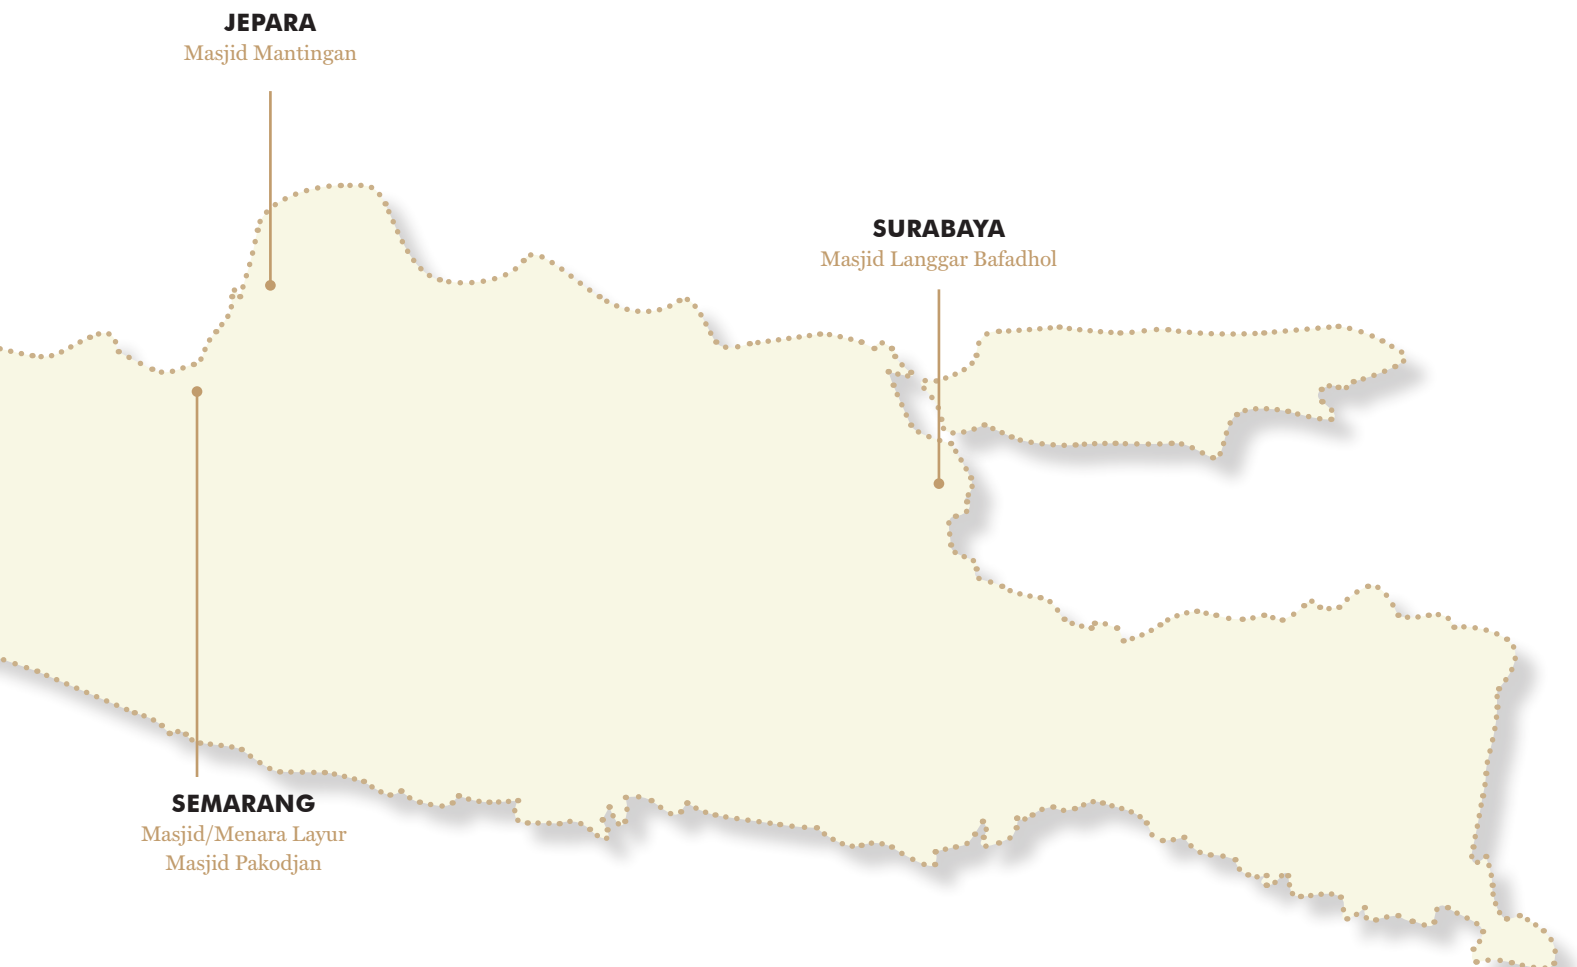 JEPARA
Masjid Mantingan
SURABAYA
Masjid Langgar Bafadhol
SEMARANG
Masjid/Menara Layur
Masjid Pakodjan